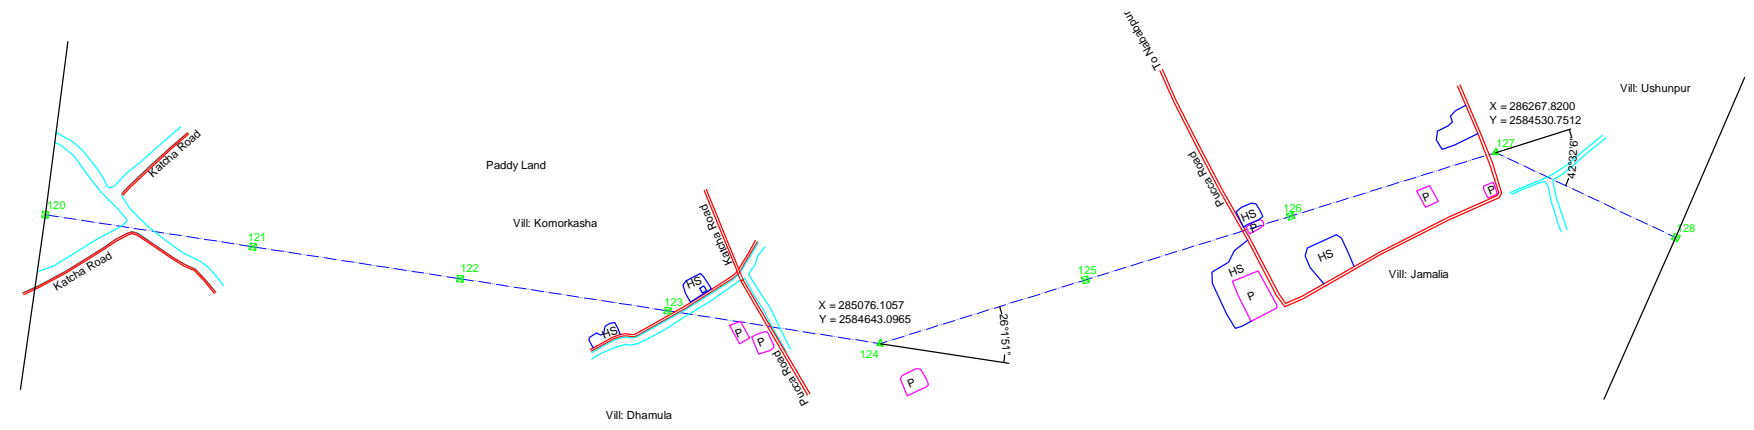 To Nababpur
Vill: Ushunpur
X = 286267.8200
Y = 2584530.7512
127
42°32'6"
Katcha Road
Paddy Land
Pucca Road
P
P
120
Katcha Road
126
HS
P
Vill: Komorkasha
128
121
Katcha Road
HS
HS
Vill: Jamalia
122
125
HS
P
123
X = 285076.1057
Y = 2584643.0965
26°1'51"
HS
P
P
124
Pucca Road
P
Vill: Dhamula